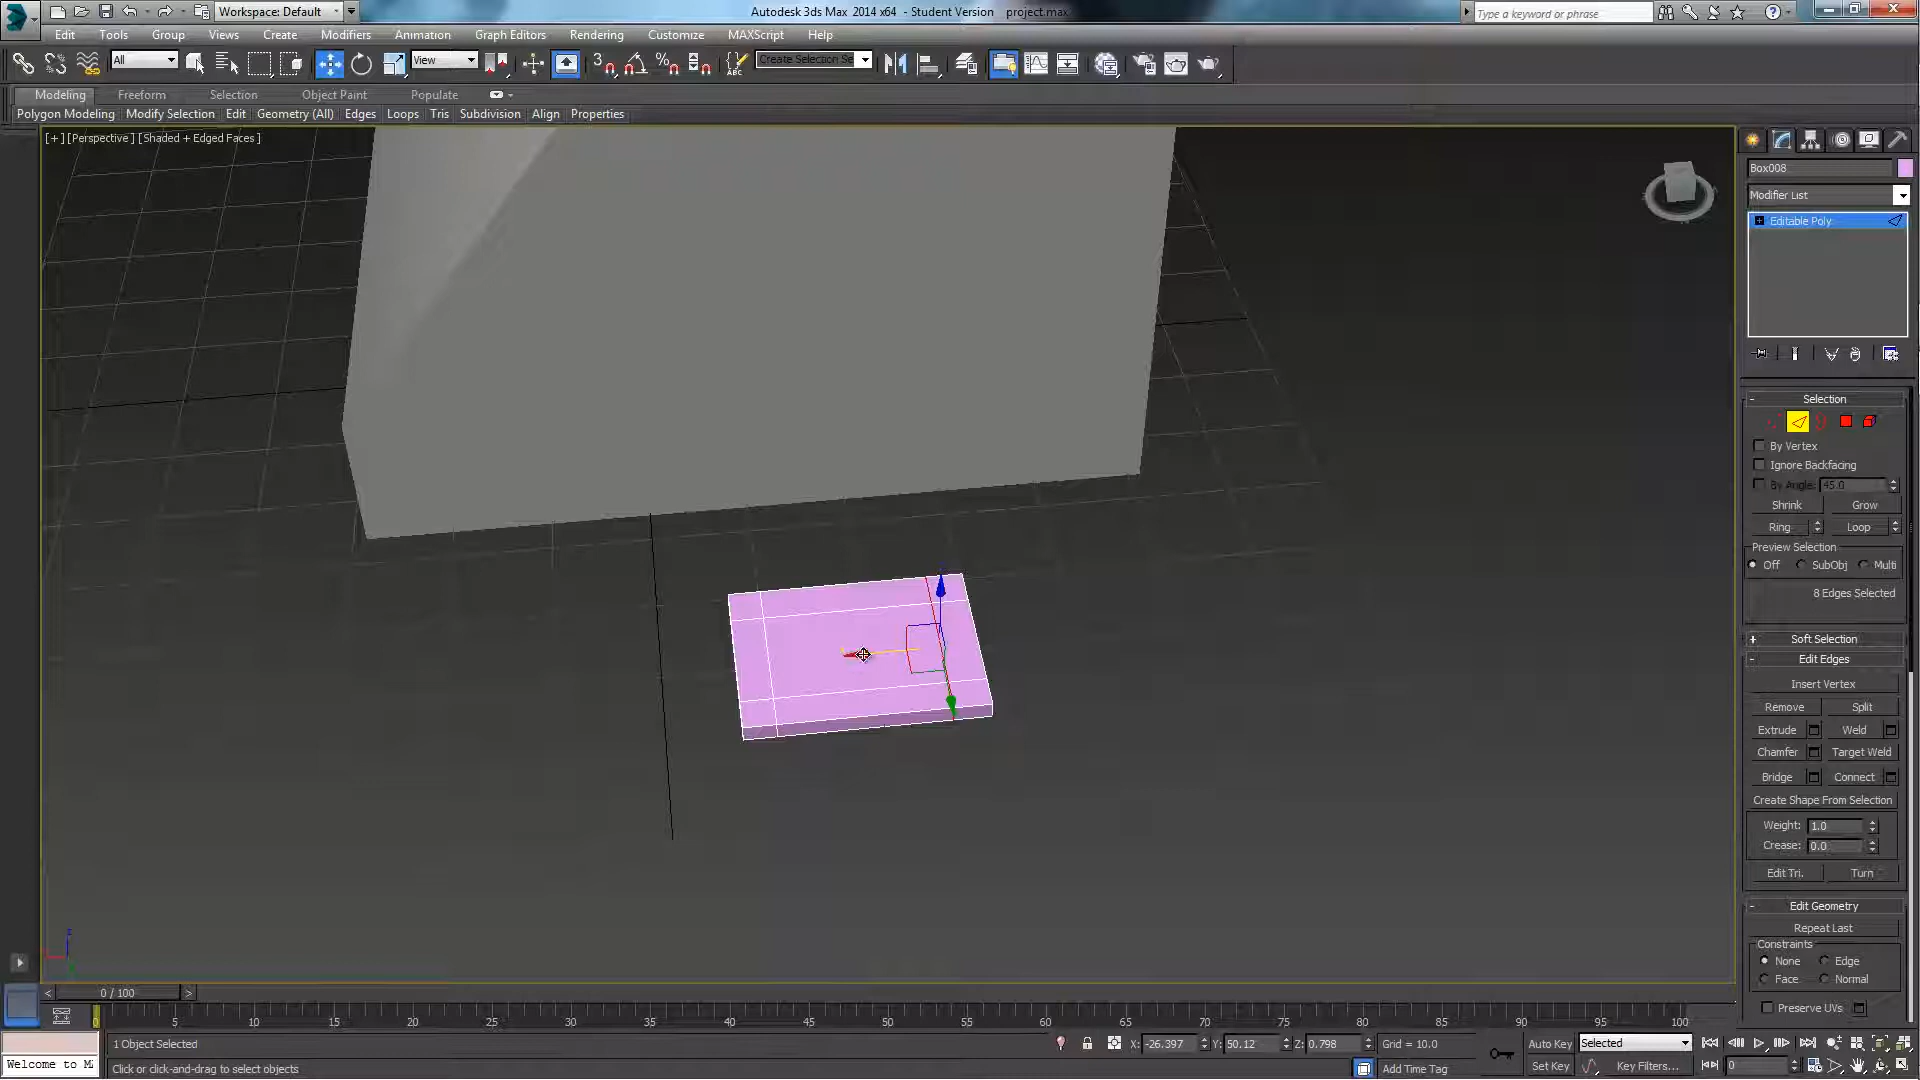 Workspace: Default
Autodesk 3ds Max 2014 x64 - Student Version project.max
Type a keyword or phrase
Edit Tools Group Views Create Modifiers Animation Graph Editors Rendering Customize MAXScript Help
All View Create Selection Se
Modeling Freeform Selection Object Paint Populate
Polygon Modeling Modify Selection Edit Geometry (All) Edges Loops Tris Subdivision Align Properties
[+] [Perspective] [Shaded + Edged Faces]
Box008
Modifier List
Editable Poly
Selection
By Vertex
Ignore Backfacing
By Angle: 45.0
Shrink Grow
Ring Loop
Preview Selection
Off SubObj Multi
8 Edges Selected
Soft Selection
Edit Edges
Insert Vertex
Remove Split
Extrude Weld
Chamfer Target Weld
Bridge Connect
Create Shape From Selection
Weight: 1.0
Crease: 0.0
Edit Tri. Turn
Edit Geometry
Repeat Last
Constraints
None Edge
Face Normal
Preserve UVs
0 / 100
5 10 15 20 25 30 35 40 45 50 55 60 65 70 75 80 85 90 95 100
1 Object Selected X: -26.397 Y: 50.12 Z: 0.798 Grid = 10.0 Auto Key Selected
Welcome to M Click or click-and-drag to select objects Add Time Tag Set Key Key Filters... 0